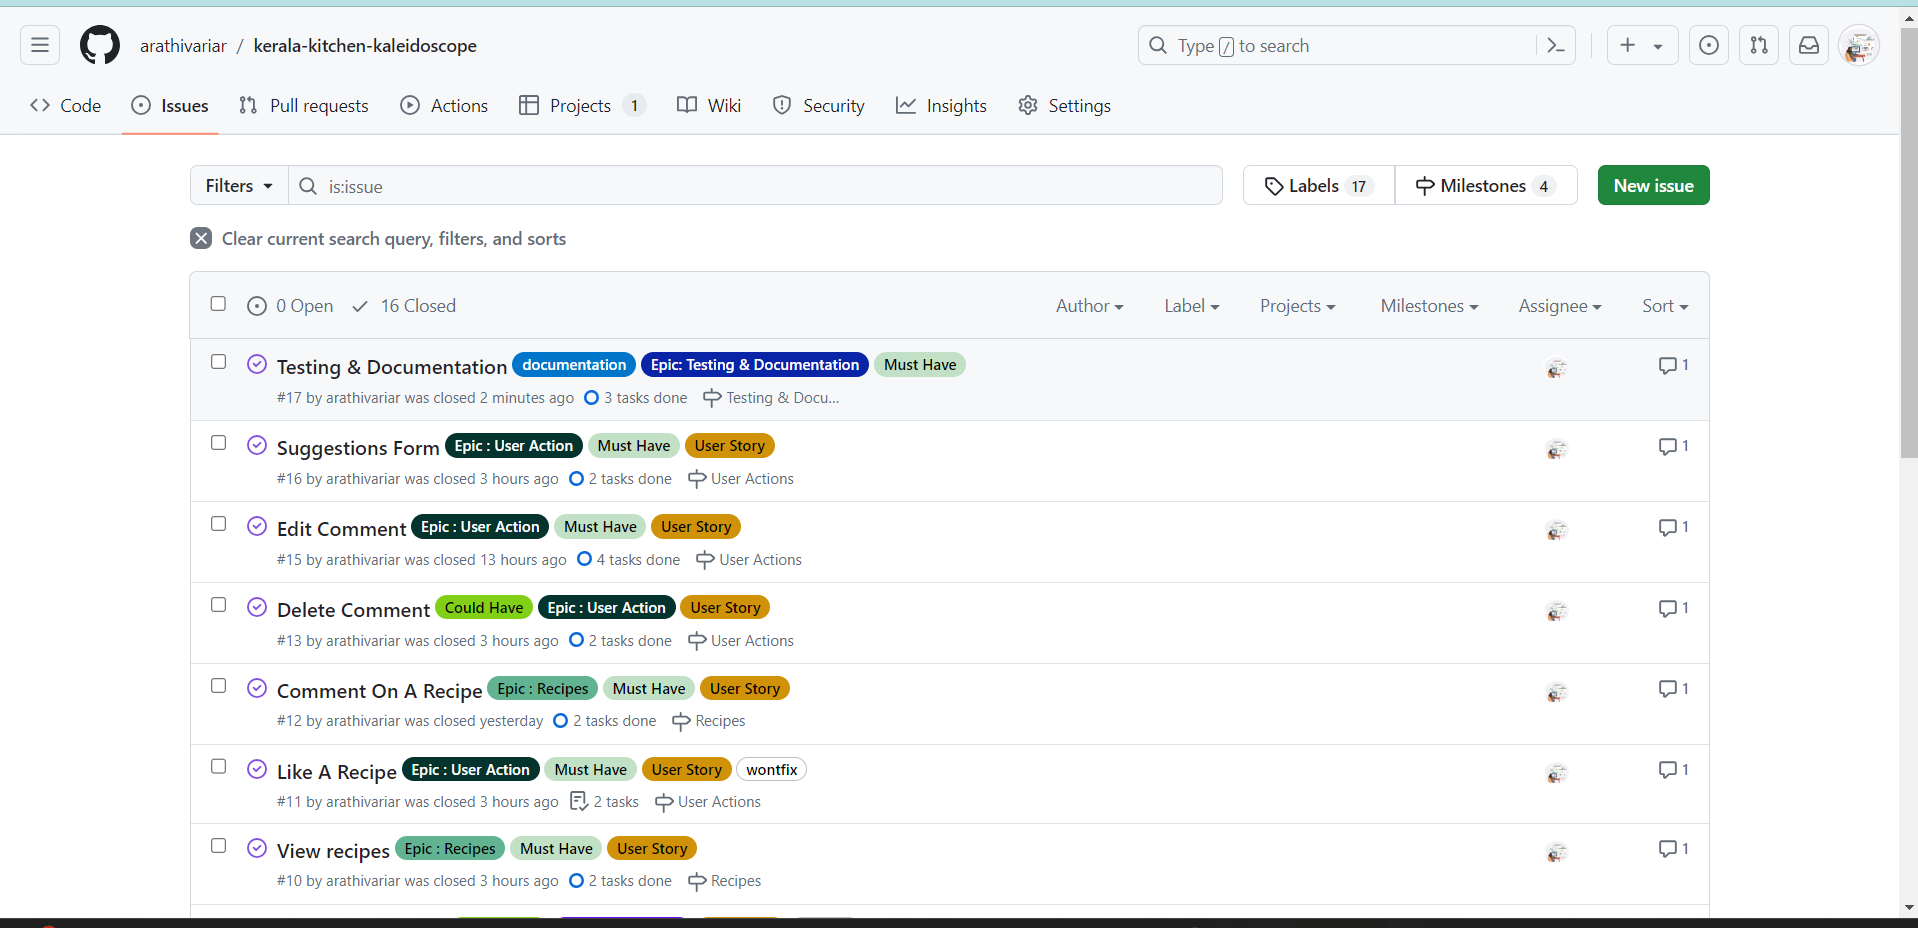 arathivariar / kerala-kitchen-kaleidoscope
Type / to search
Code Issues Pull requests Actions Projects 1 Wiki Security Insights Settings
Filters is:issue Labels 17 Milestones 4 New issue
Clear current search query, filters, and sorts
0 Open 16 Closed Author Label Projects Milestones Assignee Sort
Testing & Documentation documentation Epic: Testing & Documentation Must Have 1
#17 by arathivariar was closed 2 minutes ago 3 tasks done Testing & Docu...
Suggestions Form Epic : User Action Must Have User Story 1
#16 by arathivariar was closed 3 hours ago 2 tasks done User Actions
Edit Comment Epic : User Action Must Have User Story 1
#15 by arathivariar was closed 13 hours ago 4 tasks done User Actions
Delete Comment Could Have Epic : User Action User Story 1
#13 by arathivariar was closed 3 hours ago 2 tasks done User Actions
Comment On A Recipe Epic : Recipes Must Have User Story 1
#12 by arathivariar was closed yesterday 2 tasks done Recipes
Like A Recipe Epic : User Action Must Have User Story wontfix 1
#11 by arathivariar was closed 3 hours ago 2 tasks User Actions
View recipes Epic : Recipes Must Have User Story 1
#10 by arathivariar was closed 3 hours ago 2 tasks done Recipes